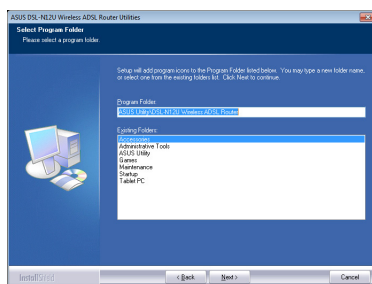 ASUS DSL-N12U Wireless ADSL Router Utilities
Select Program Folder
Please select a program folder.
Setup will add program icons to the Program Folder listed below. You may type a new folder name,
or select one from the existing folders list. Click Next to continue.
Program Folder:
ASUS Utility\DSL-N12U Wireless ADSL Router
Existing Folders:
Accessories
Administrative Tools
ASUS Utility
Games
Maintenance
Startup
Tablet PC
InstallShield
< Back
Next >
Cancel